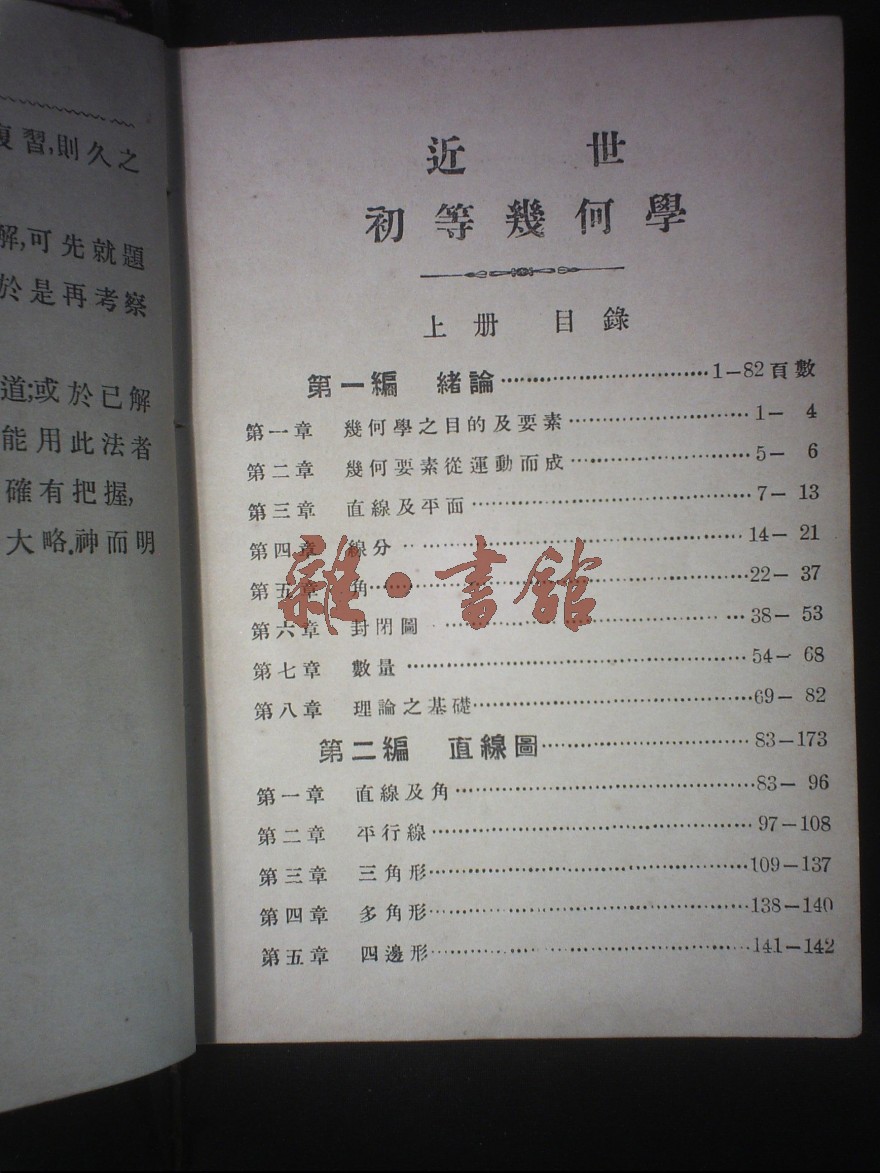 復習,則久之
解,可先就題
於是再考察
道;或於已解
能用此法者
確有把握,
大略.神而明
近世
初等幾何學
上册 目錄
第一編 緒論………………………1-82頁數
第一章 幾何學之目的及要素………………1- 4
第二章 幾何要素從運動而成………………5- 6
第三章 直線及平面………………………7- 13
第四章 線分………………………14- 21
第五章 角………………………22- 37
第六章 封閉圖………………………38- 53
第七章 數量………………………54- 68
第八章 理論之基礎………………………69- 82
第二編 直線圖………………………83-173
第一章 直線及角………………………83- 96
第二章 平行線………………………97-108
第三章 三角形………………………109-137
第四章 多角形………………………138-140
第五章 四邊形………………………141-142
雜·書館